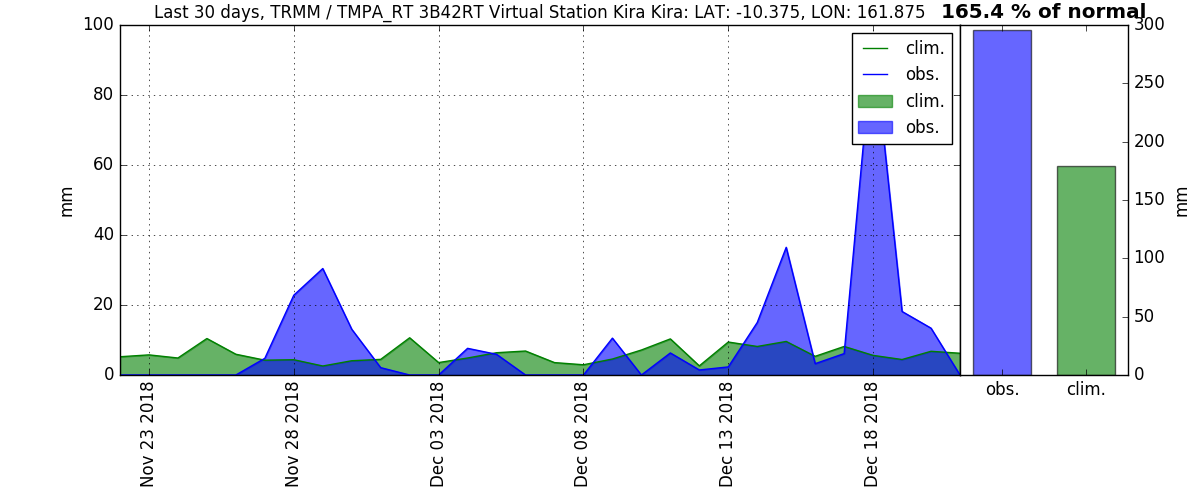 Last 30 days, TRMM / TMPA_RT 3B42RT Virtual Station Kira Kira: LAT: -10.375, LON: 161.875
165.4 % of normal
100
80
60
40
20
0
mm
clim.
obs.
clim.
obs.
Nov 23 2018
Nov 28 2018
Dec 03 2018
Dec 08 2018
Dec 13 2018
Dec 18 2018
300
250
200
150
100
50
0
mm
obs.
clim.